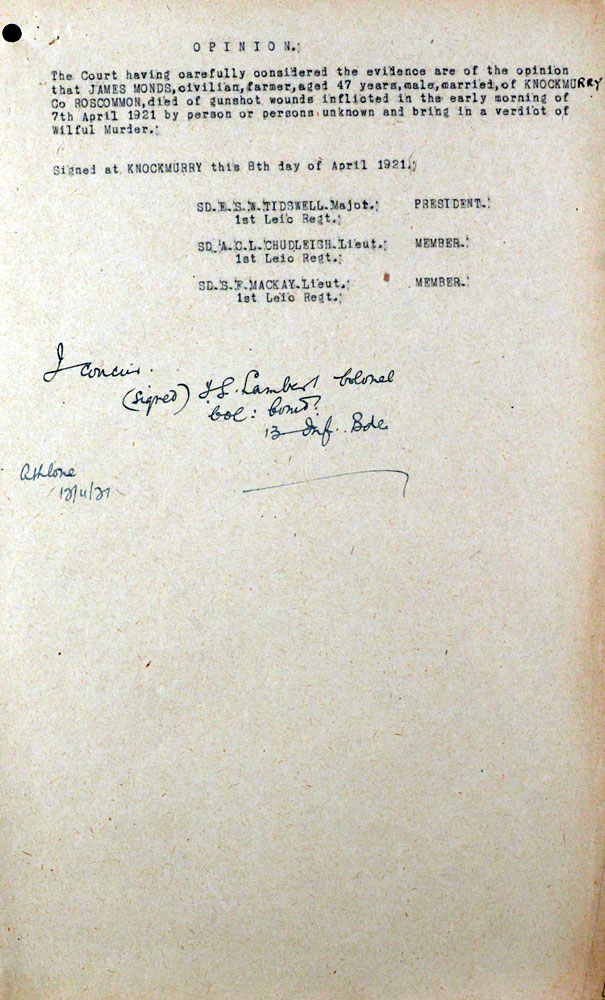 OPINION.
The Court having carefully considered the evidence are of the opinion
that JAMES MONDS,civilian,farmer,aged 47 years,male,married,of KNOCKMURRY
Co ROSCOMMON,died of gunshot wounds inflicted in the early morning of
7th April 1921 by person or persons unknown and bring in a verdict of
Wilful Murder.
Signed at KNOCKMURRY this 8th day of April 1921.
SD.E.S.W.TIDSWELL.Major. PRESIDENT.
1st Leic Regt.
SD.A.C.L.CHUDLEIGH.Lieut. MEMBER.
1st Leic Regt.
SD.S.F.MACKAY.Lieut. MEMBER.
1st Leic Regt.
I concur.
(signed) T S. Lambert Colonel
Col: Comdt
13 Inf. Bde
Athlone